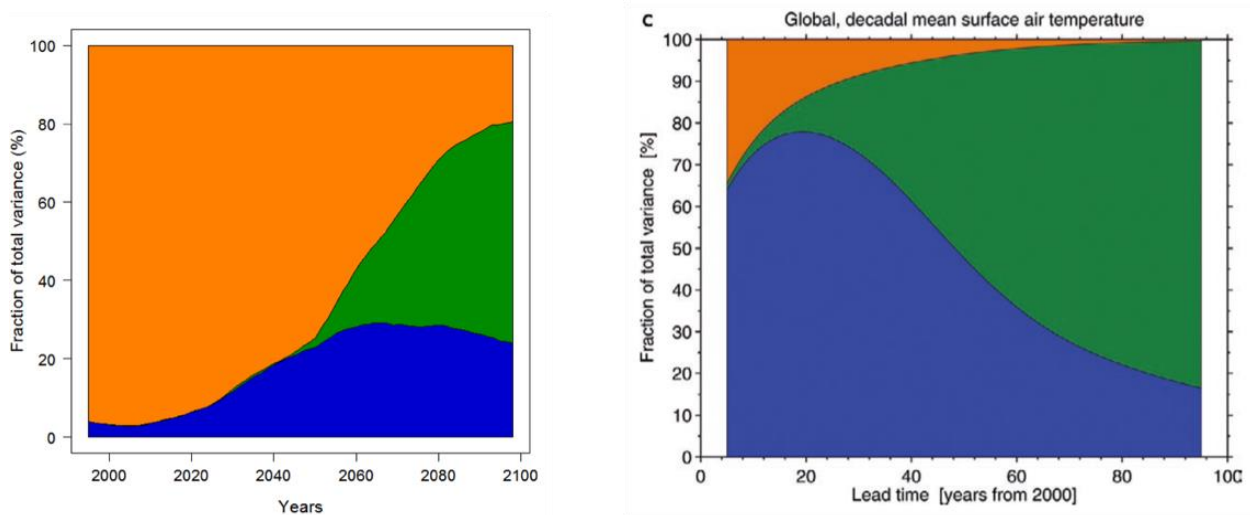 100
80
60
40
20
0
Fraction of total variance (%)
2000 2020 2040 2060 2080 2100
Years
C Global, decadal mean surface air temperature
100
90
80
70
60
50
40
30
20
10
0
Fraction of total variance [%]
0 20 40 60 80 100
Lead time [years from 2000]